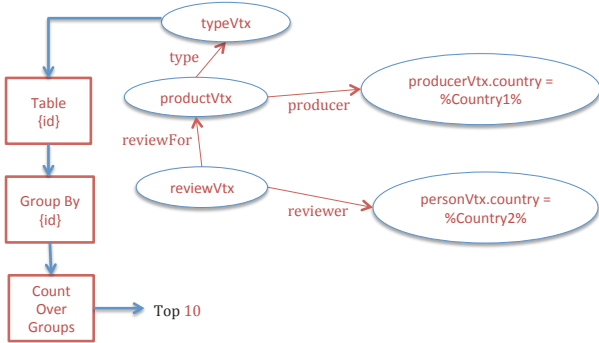 typeVtx
type
Table
{id}
productVtx
producer
producerVtx.country =
%Country1%
reviewFor
Group By
{id}
reviewVtx
reviewer
personVtx.country =
%Country2%
Count
Over
Groups
Top 10